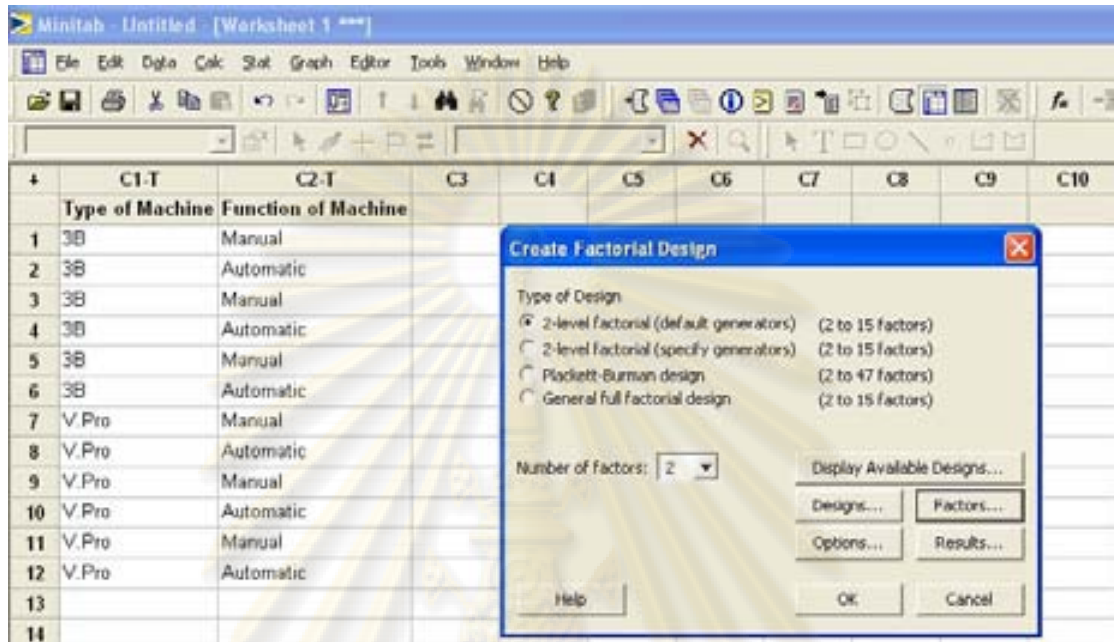 Minitab - Untitled - [Worksheet 1 ***]
File Edit Data Calc Stat Graph Editor Tools Window Help
C1-T C2-T C3 C4 C5 C6 C7 C8 C9 C10
Type of Machine Function of Machine
1 3B Manual
2 3B Automatic
3 3B Manual
4 3B Automatic
5 3B Manual
6 3B Automatic
7 V.Pro Manual
8 V.Pro Automatic
9 V.Pro Manual
10 V.Pro Automatic
11 V.Pro Manual
12 V.Pro Automatic
13
14
Create Factorial Design
Type of Design
2-level factorial (default generators) (2 to 15 factors)
2-level factorial (specify generators) (2 to 15 factors)
Plackett-Burman design (2 to 47 factors)
General full factorial design (2 to 15 factors)
Number of factors: 2
Display Available Designs...
Designs... Factors...
Options... Results...
Help OK Cancel